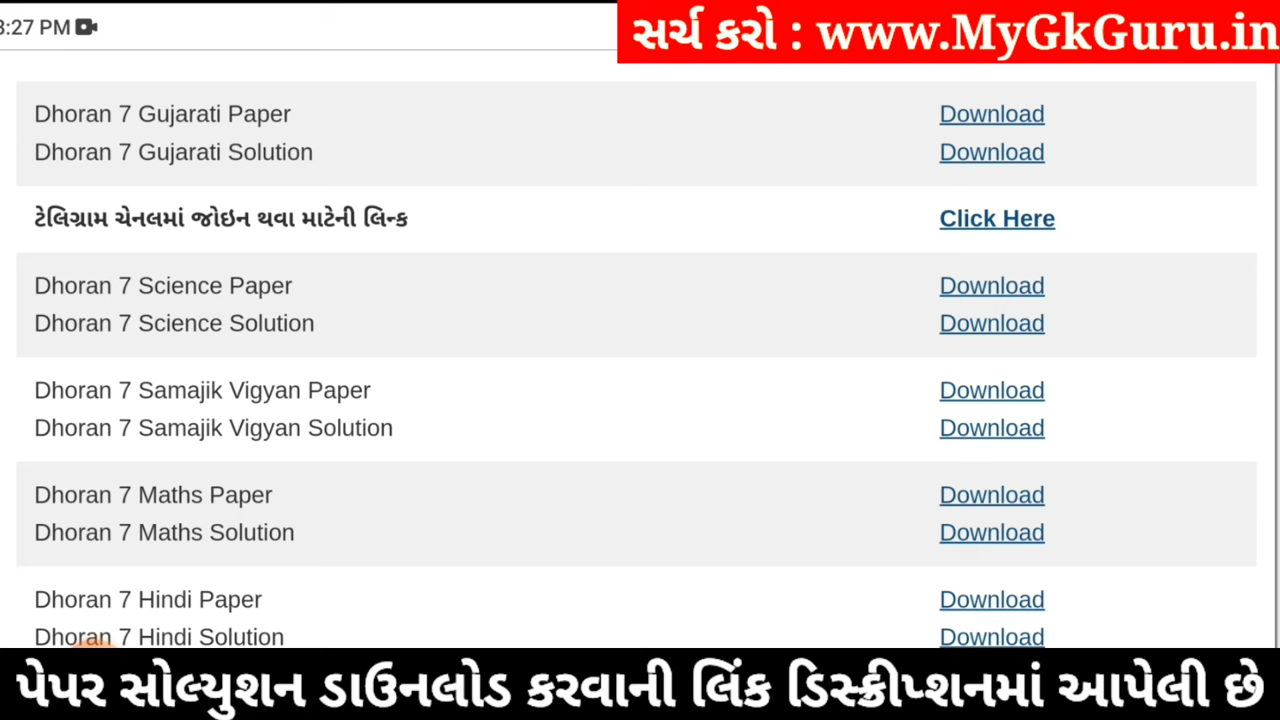 3:27 PM
સર્ચ કરો : www.MyGkGuru.in
Dhoran 7 Gujarati Paper Download
Dhoran 7 Gujarati Solution Download
ટેલિગ્રામ ચેનલમાં જોઇન થવા માટેની લિન્ક Click Here
Dhoran 7 Science Paper Download
Dhoran 7 Science Solution Download
Dhoran 7 Samajik Vigyan Paper Download
Dhoran 7 Samajik Vigyan Solution Download
Dhoran 7 Maths Paper Download
Dhoran 7 Maths Solution Download
Dhoran 7 Hindi Paper Download
Dhoran 7 Hindi Solution Download
પેપર સોલ્યુશન ડાઉનલોડ કરવાની લિંક ડિસ્ક્રીપ્શનમાં આપેલી છે